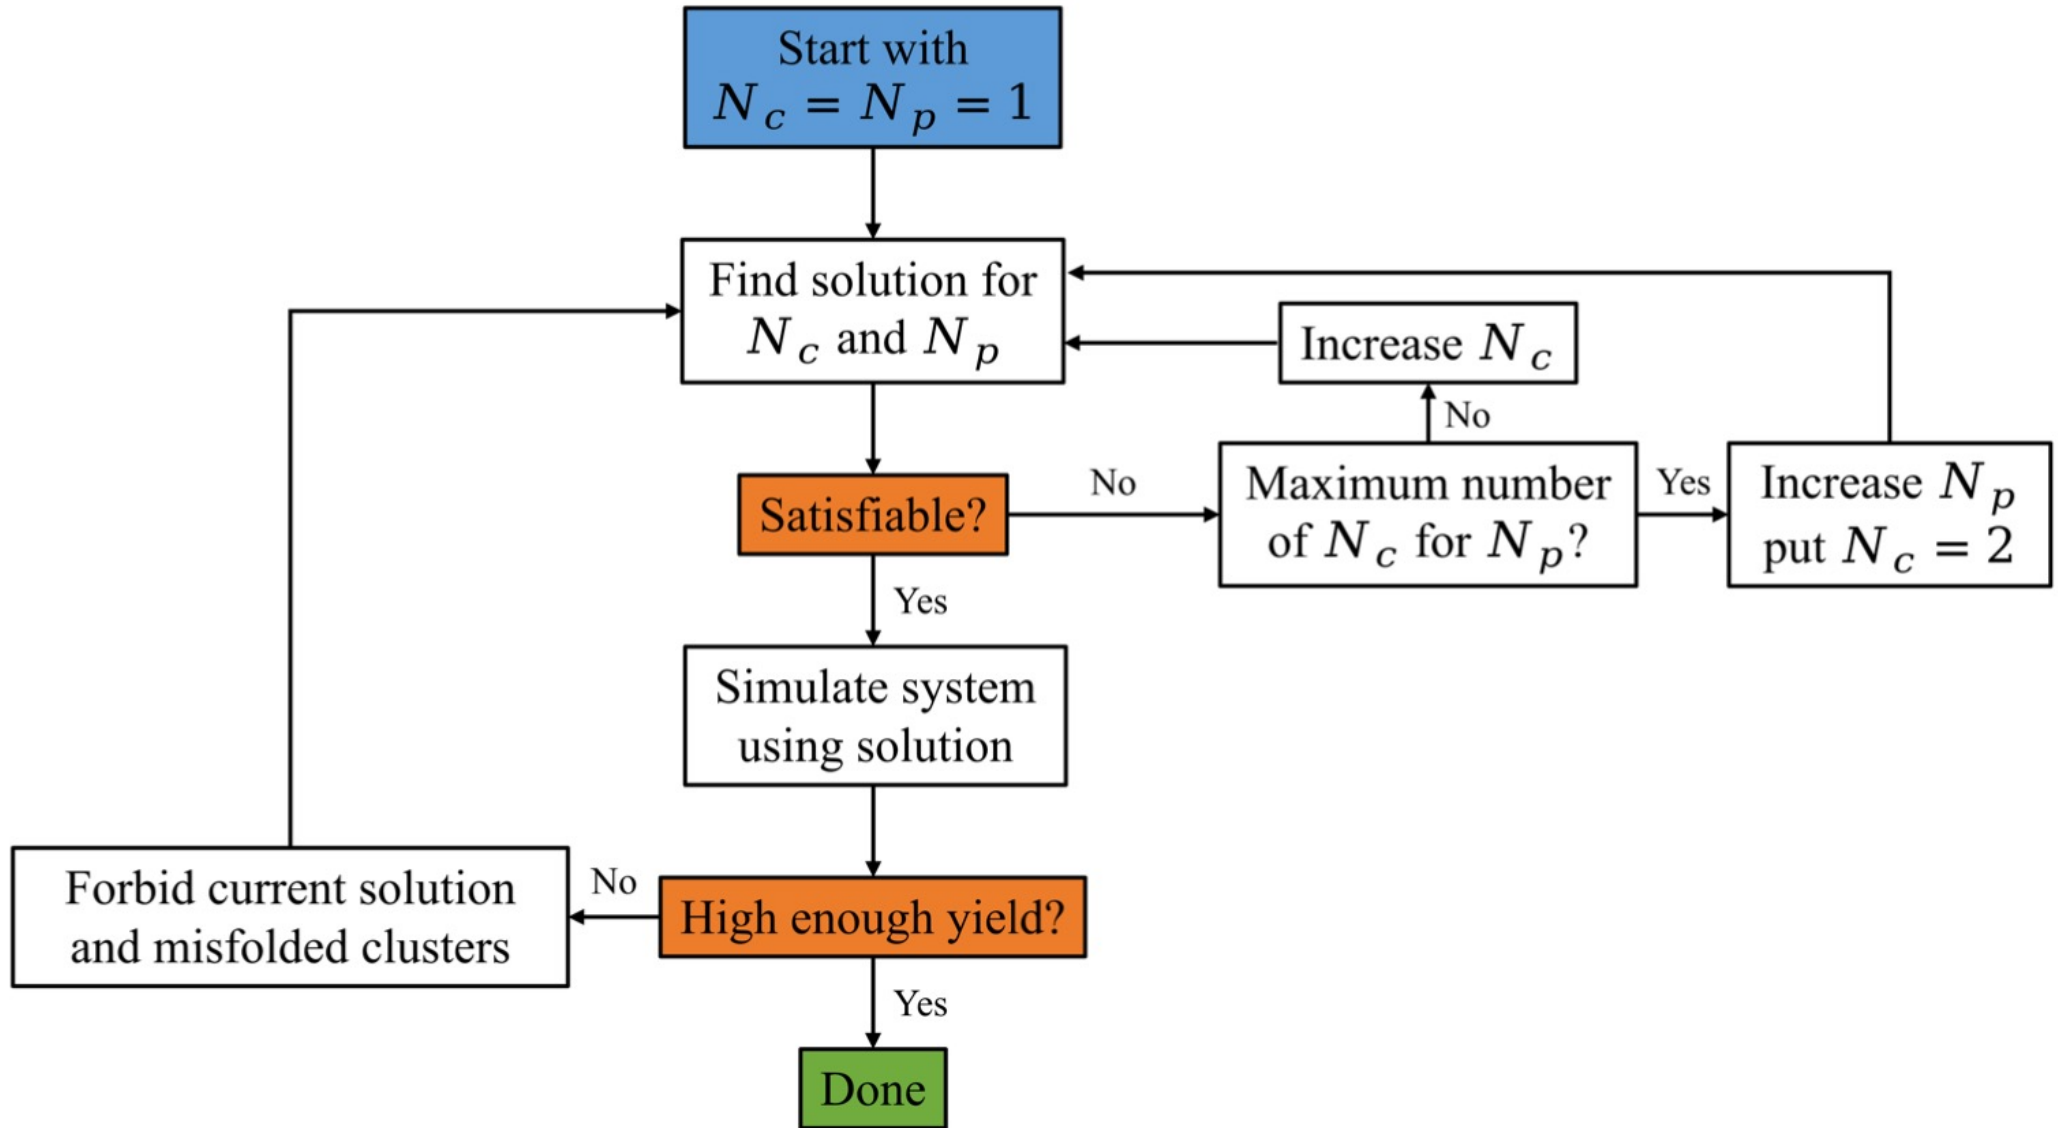 Start with
N_c = N_p = 1
Find solution for
N_c and N_p
Increase N_c
No
Satisfiable?
No
Maximum number
of N_c for N_p?
Yes
Increase N_p
put N_c = 2
Yes
Simulate system
using solution
High enough yield?
No
Forbid current solution
and misfolded clusters
Yes
Done